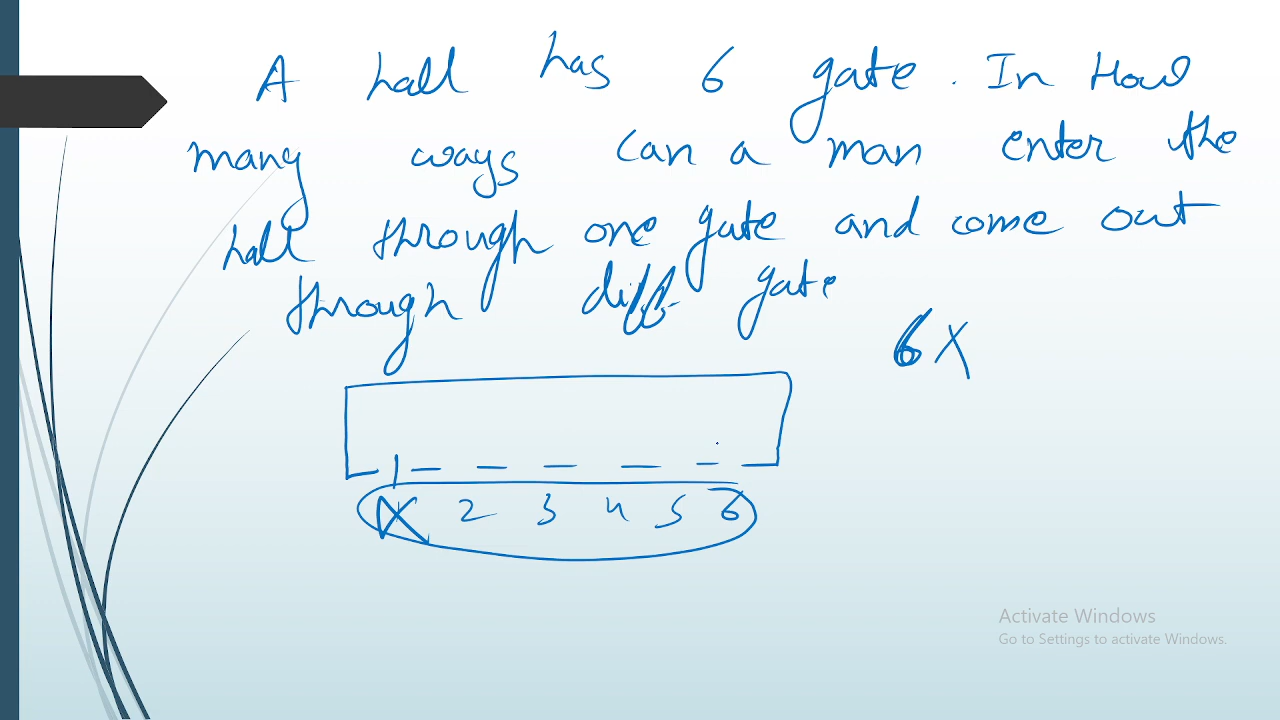 A hall has 6 gate. In How
many ways can a man enter the
hall through one gate and come out
through diff. gate
6 X
1 2 3 4 5 6
Activate Windows
Go to Settings to activate Windows.